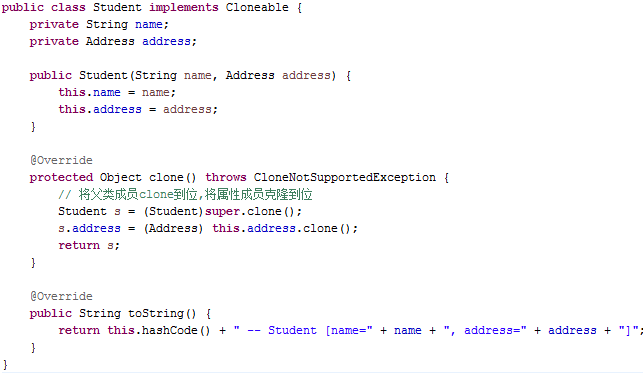 public class Student implements Cloneable {
    private String name;
    private Address address;

    public Student(String name, Address address) {
        this.name = name;
        this.address = address;
    }

    @Override
    protected Object clone() throws CloneNotSupportedException {
        // 将父类成员clone到位,将属性成员克隆到位
        Student s = (Student)super.clone();
        s.address = (Address) this.address.clone();
        return s;
    }

    @Override
    public String toString() {
        return this.hashCode() + " -- Student [name=" + name + ", address=" + address + "]";
    }
}